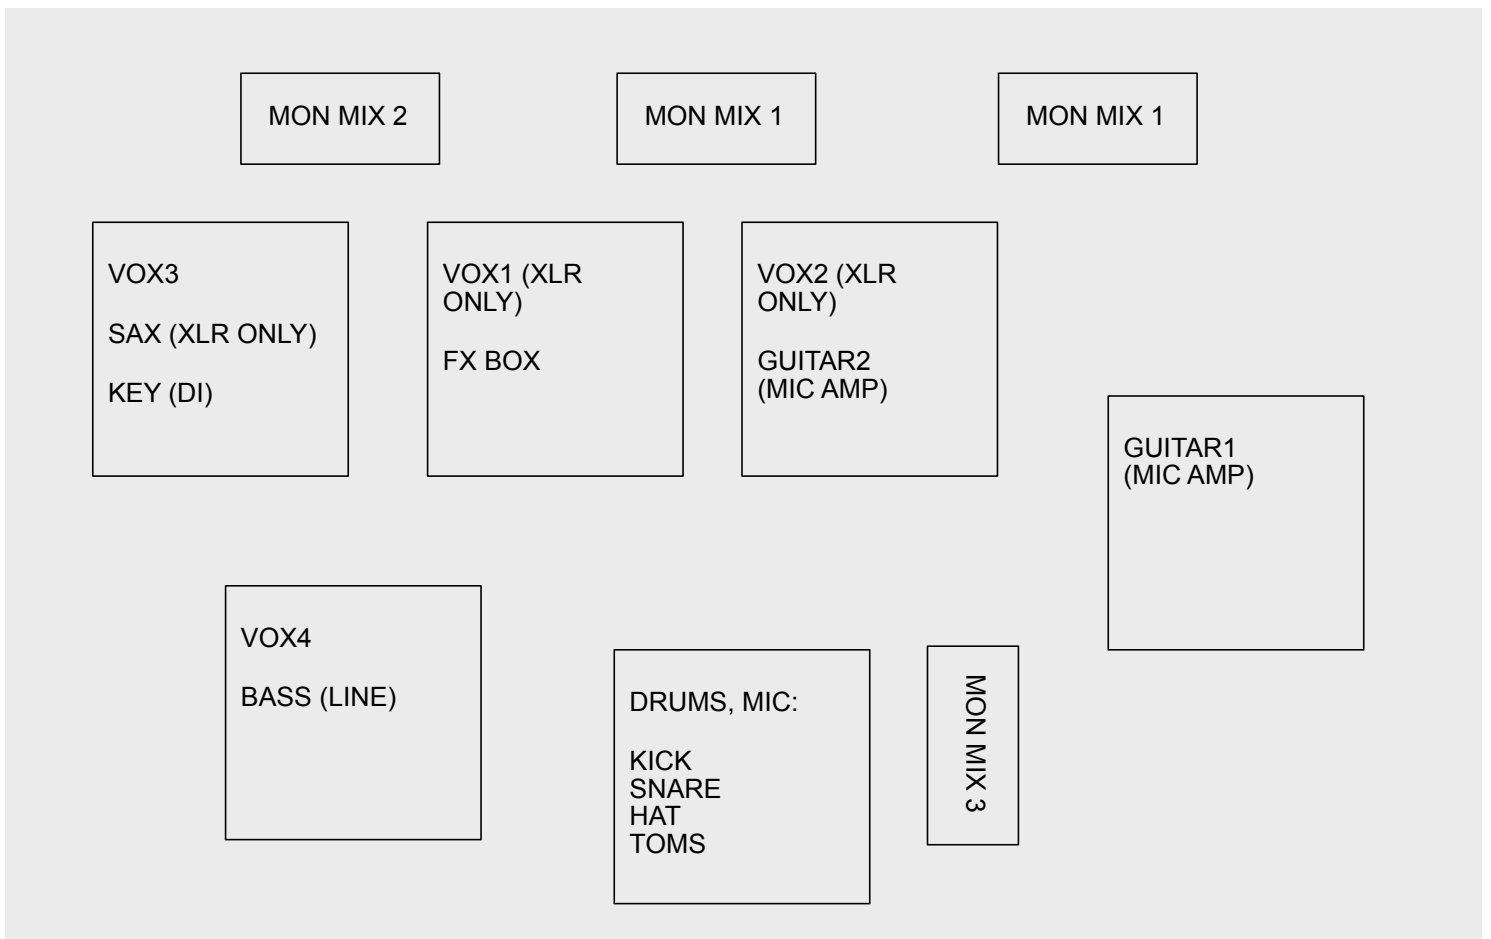 MON MIX 2
MON MIX 1
MON MIX 1
VOX3
SAX (XLR ONLY)
KEY (DI)
VOX1 (XLR
ONLY)
FX BOX
VOX2 (XLR
ONLY)
GUITAR2
(MIC AMP)
GUITAR1
(MIC AMP)
VOX4
BASS (LINE)
DRUMS, MIC:
KICK
SNARE
HAT
TOMS
MON MIX 3